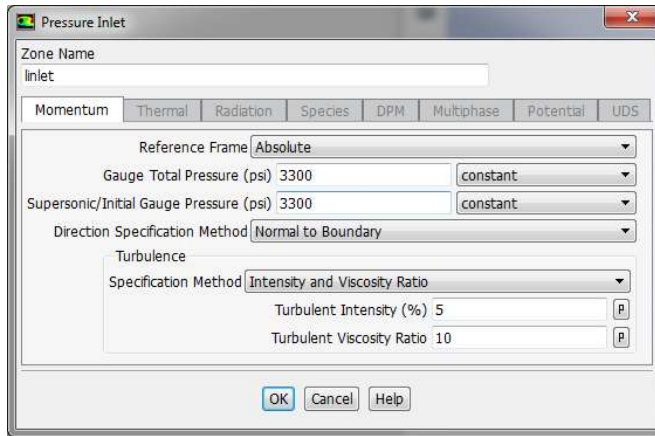 Pressure Inlet
x
Zone Name
linlet
Momentum Thermal Radiation Species DPM Multiphase Potential UDS
Reference Frame Absolute
Gauge Total Pressure (psi) 3300 constant
Supersonic/Initial Gauge Pressure (psi) 3300 constant
Direction Specification Method Normal to Boundary
Turbulence
Specification Method Intensity and Viscosity Ratio
Turbulent Intensity (%) 5 P
Turbulent Viscosity Ratio 10 P
OK Cancel Help